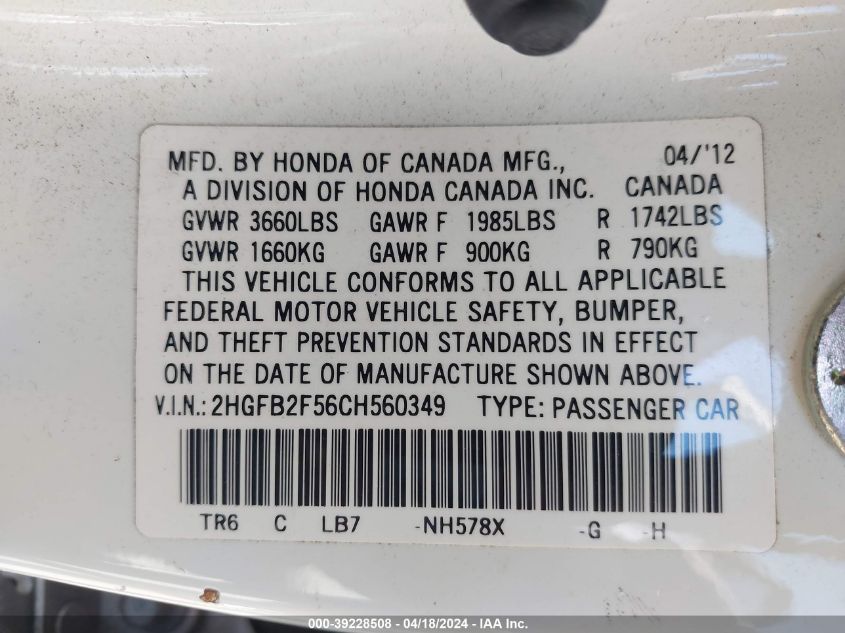 MFD. BY HONDA OF CANADA MFG., 04/'12
A DIVISION OF HONDA CANADA INC. CANADA
GVWR 3660LBS GAWR F 1985LBS R 1742LBS
GVWR 1660KG GAWR F 900KG R 790KG
THIS VEHICLE CONFORMS TO ALL APPLICABLE
FEDERAL MOTOR VEHICLE SAFETY, BUMPER,
AND THEFT PREVENTION STANDARDS IN EFFECT
ON THE DATE OF MANUFACTURE SHOWN ABOVE.
V.I.N.: 2HGFB2F56CH560349 TYPE: PASSENGER CAR
TR6 C LB7 -NH578X -G -H
000-39228508 - 04/18/2024 - IAA Inc.